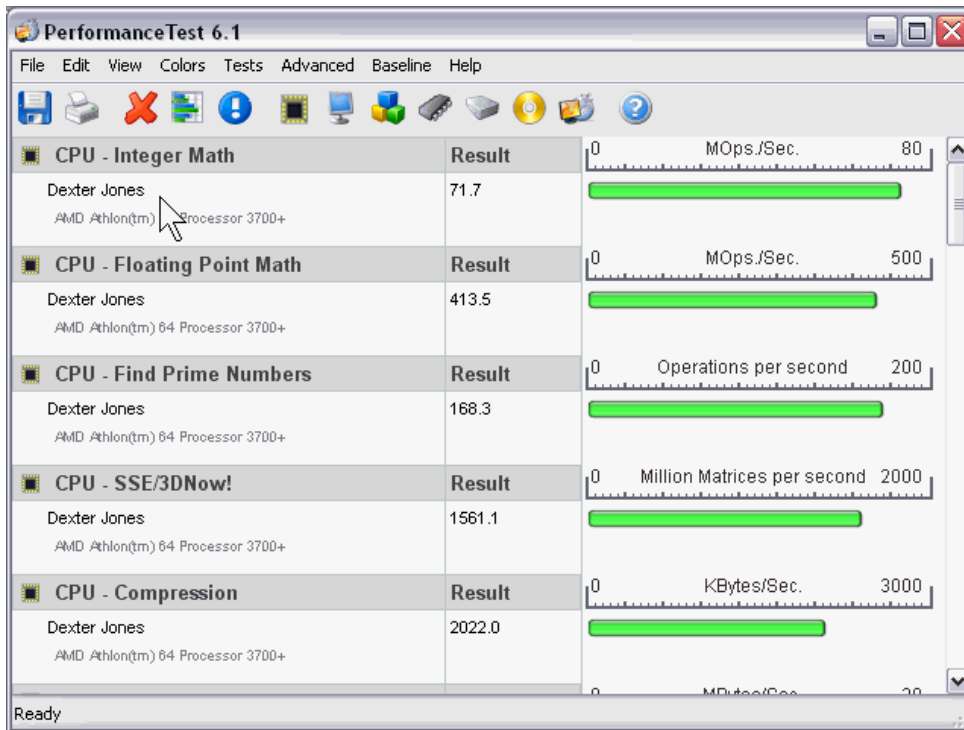 PerformanceTest 6.1
File Edit View Colors Tests Advanced Baseline Help
CPU - Integer Math Result 0 MOps./Sec. 80
Dexter Jones 71.7
AMD Athlon(tm) Processor 3700+
CPU - Floating Point Math Result 0 MOps./Sec. 500
Dexter Jones 413.5
AMD Athlon(tm) 64 Processor 3700+
CPU - Find Prime Numbers Result 0 Operations per second 200
Dexter Jones 168.3
AMD Athlon(tm) 64 Processor 3700+
CPU - SSE/3DNow! Result 0 Million Matrices per second 2000
Dexter Jones 1561.1
AMD Athlon(tm) 64 Processor 3700+
CPU - Compression Result 0 KBytes/Sec. 3000
Dexter Jones 2022.0
AMD Athlon(tm) 64 Processor 3700+
0 MBytes/Sec. 20
Ready